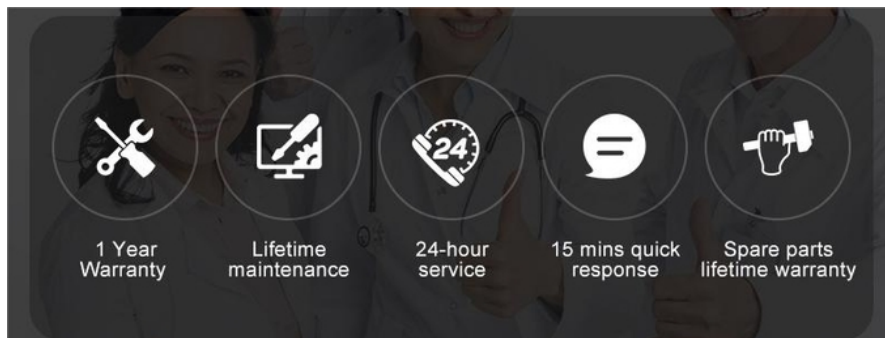 24
1 Year
Warranty
Lifetime
maintenance
24-hour
service
15 mins quick
response
Spare parts
lifetime warranty